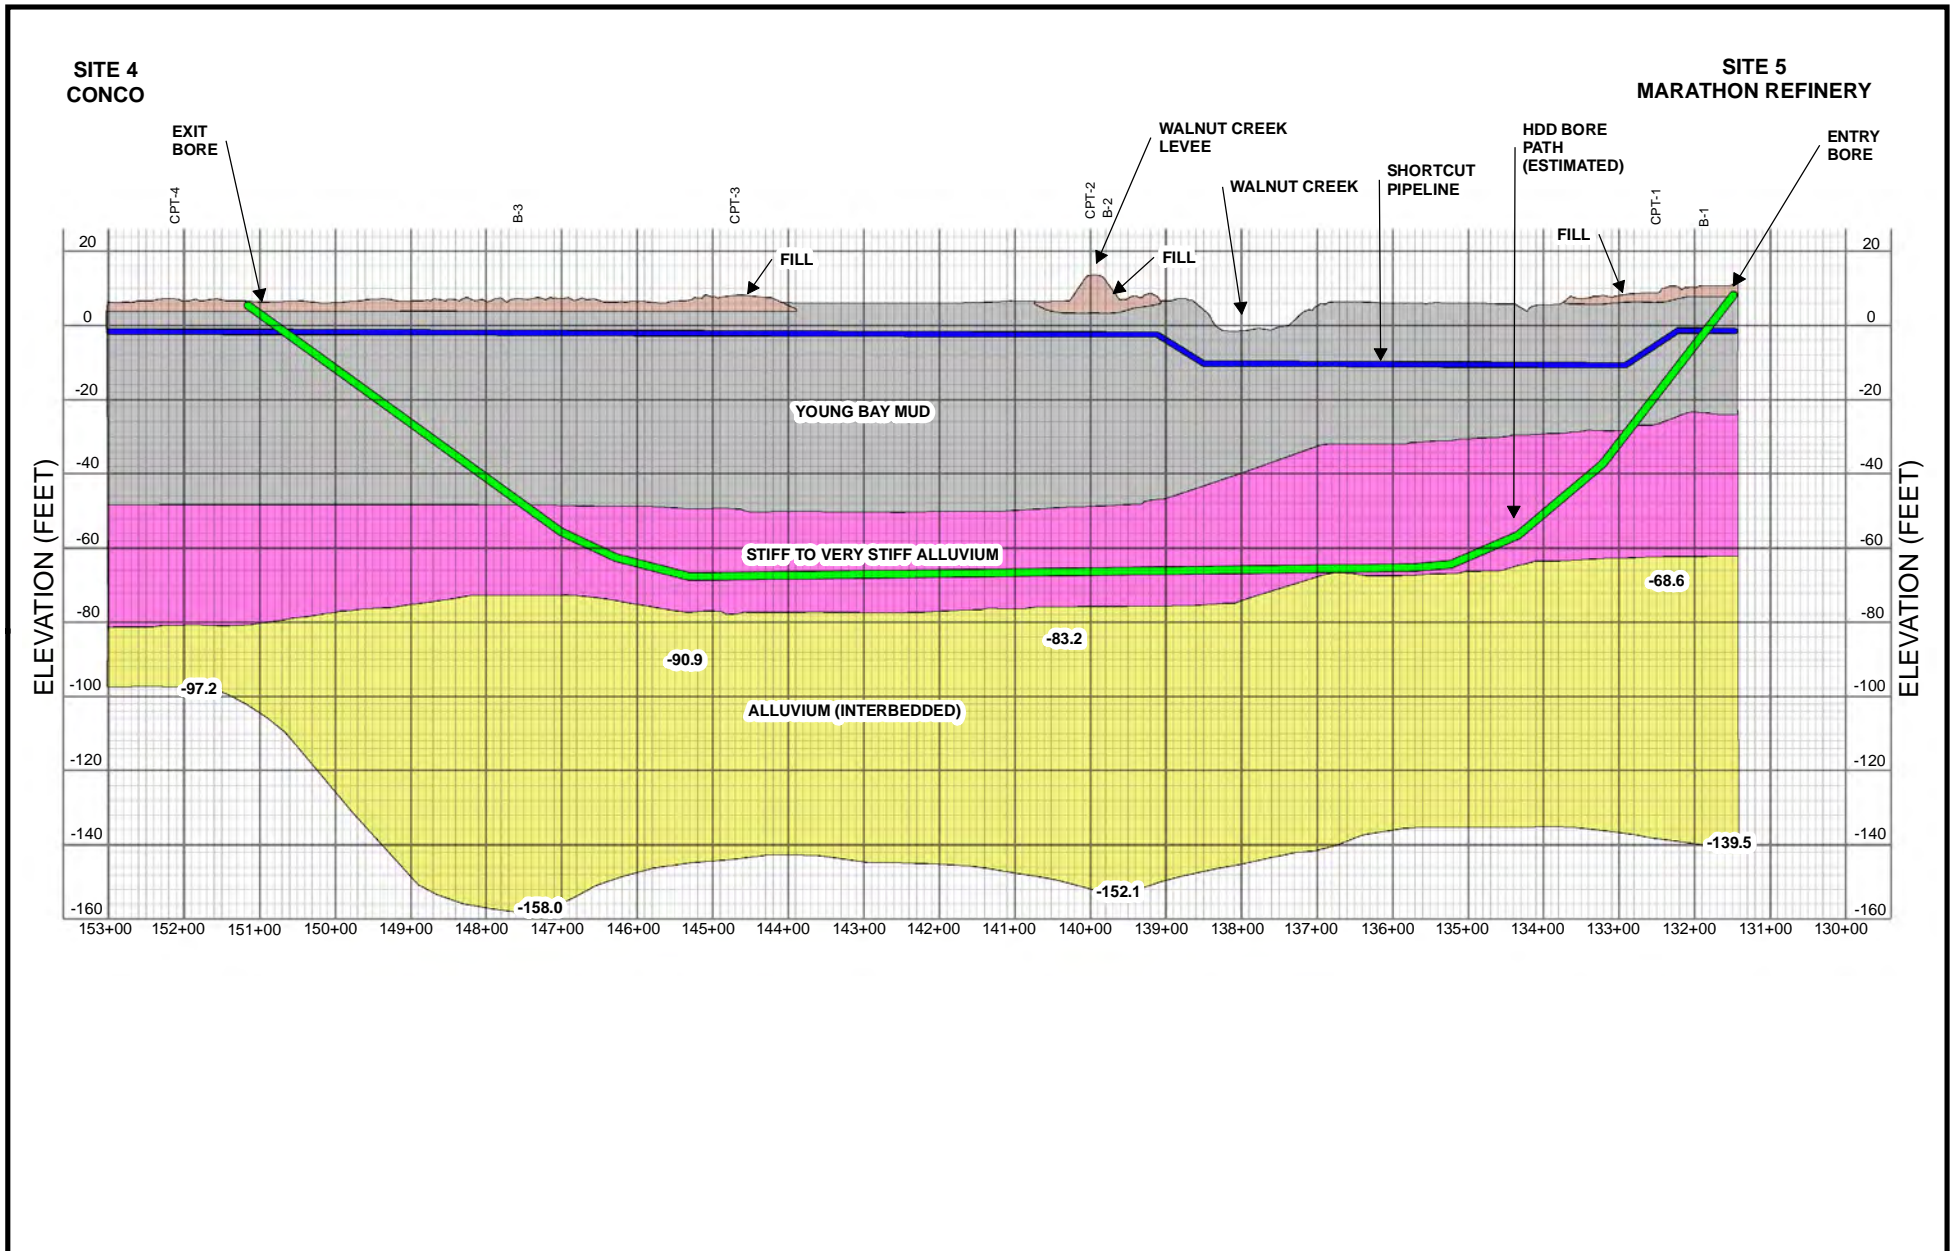 SITE 4
CONCO
SITE 5
MARATHON REFINERY
EXIT
BORE
WALNUT CREEK
LEVEE
WALNUT CREEK
SHORTCUT
PIPELINE
HDD BORE
PATH
(ESTIMATED)
ENTRY
BORE
CPT-4
B-3
CPT-3
CPT-2
B-2
CPT-1
B-1
FILL
FILL
FILL
20
0
-20
-40
-60
-80
-100
-120
-140
-160
ELEVATION (FEET)
20
0
-20
-40
-60
-80
-100
-120
-140
-160
ELEVATION (FEET)
YOUNG BAY MUD
STIFF TO VERY STIFF ALLUVIUM
-68.6
-83.2
-90.9
-97.2
ALLUVIUM (INTERBEDDED)
-139.5
-152.1
-158.0
153+00 152+00 151+00 150+00 149+00 148+00 147+00 146+00 145+00 144+00 143+00 142+00 141+00 140+00 139+00 138+00 137+00 136+00 135+00 134+00 133+00 132+00 131+00 130+00